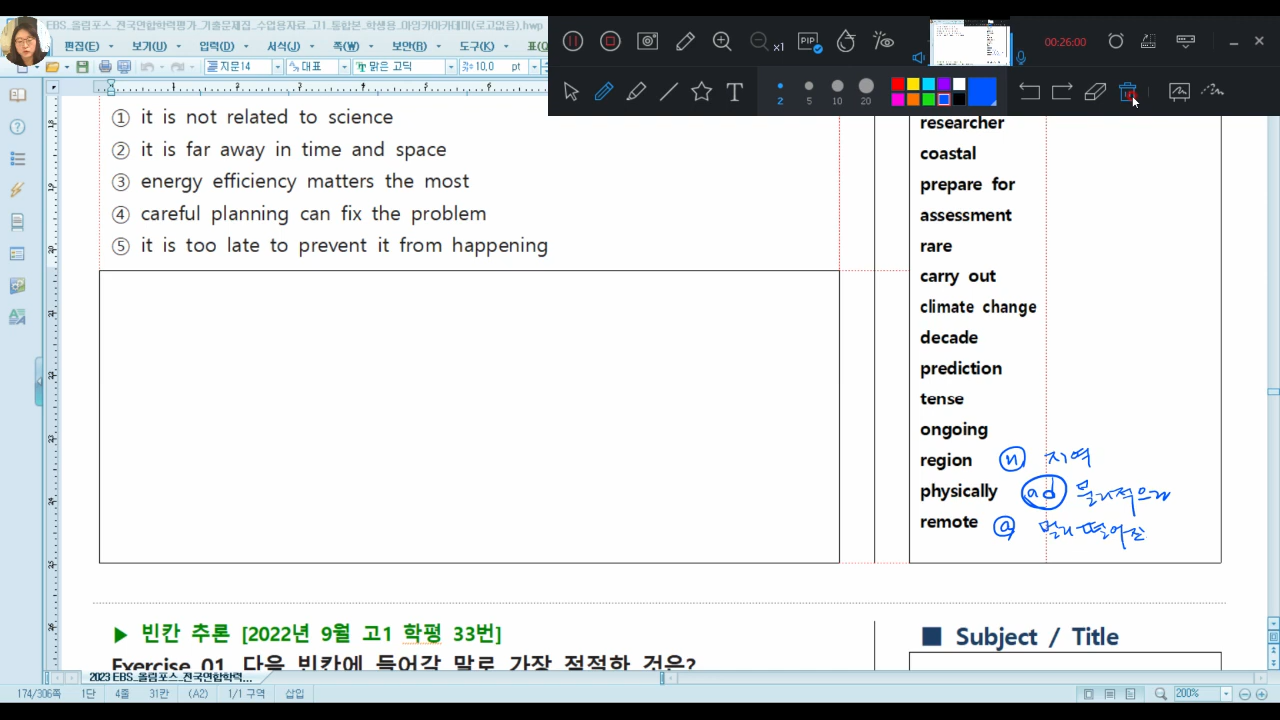 EBS_올림포스_전국연합학력평가_기출문제집_수업용자료_고1_통합본_학생용_아임카아카데미(로고없음).hwp
편집(E) 보기(U) 입력(D) 서식(J) 쪽(W) 보안(R) 도구(K) 표(Q
지문14 대표 맑은 고딕 10,0 pt
x1 PIP 00:26:00
2 5 10 20
① it is not related to science
② it is far away in time and space
③ energy efficiency matters the most
④ careful planning can fix the problem
⑤ it is too late to prevent it from happening
researcher
coastal
prepare for
assessment
rare
carry out
climate change
decade
prediction
tense
ongoing
region ⓝ 지역
physically ad 물리적으로
remote ⓐ 멀리 떨어진
▶ 빈칸 추론 [2022년 9월 고1 학평 33번]
Exercise 01. 다음 빈칸에 들어갈 말로 가장 적절한 것은?
■ Subject / Title
2023 EBS_올림포스_전국연합학력...
174/306쪽 1단 4줄 31칸 (A2) 1/1 구역 삽입 200%